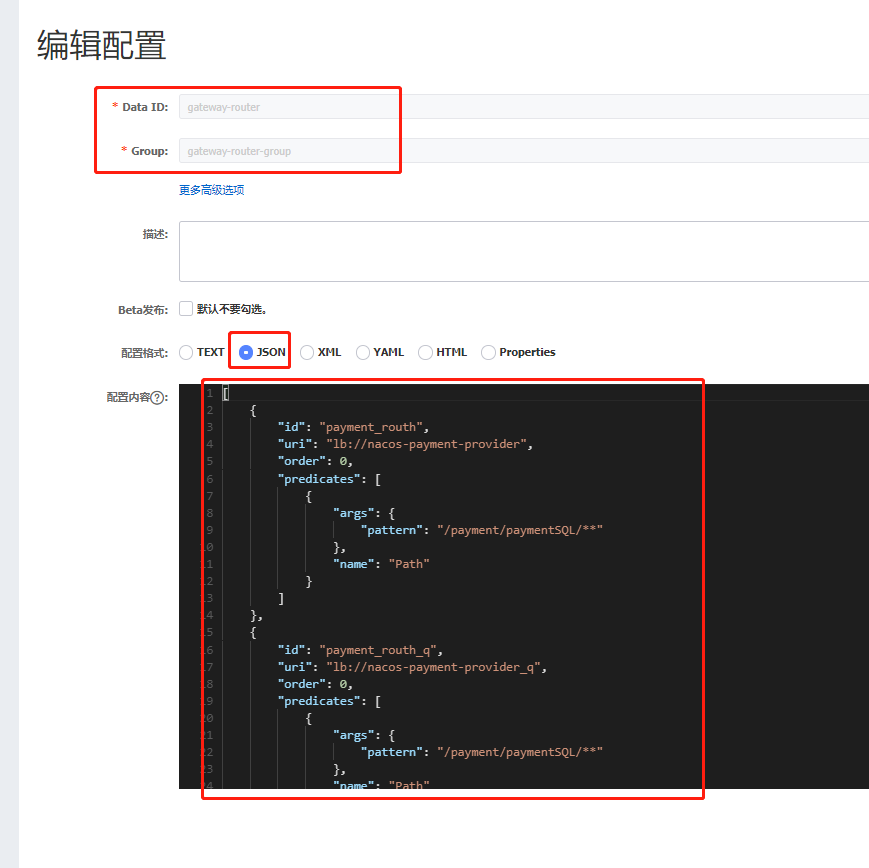 编辑配置
* Data ID: gateway-router
* Group: gateway-router-group
更多高级选项
描述:
Beta发布: 默认不要勾选。
配置格式: TEXT JSON XML YAML HTML Properties
配置内容?:
1 [
2 {
3 "id": "payment_routh",
4 "uri": "lb://nacos-payment-provider",
5 "order": 0,
6 "predicates": [
7 {
8 "args": {
9 "pattern": "/payment/paymentSQL/**"
10 },
11 "name": "Path"
12 }
13 ]
14 },
15 {
16 "id": "payment_routh_q",
17 "uri": "lb://nacos-payment-provider_q",
18 "order": 0,
19 "predicates": [
20 {
21 "args": {
22 "pattern": "/payment/paymentSQL/**"
23 },
24 "name": "Path"